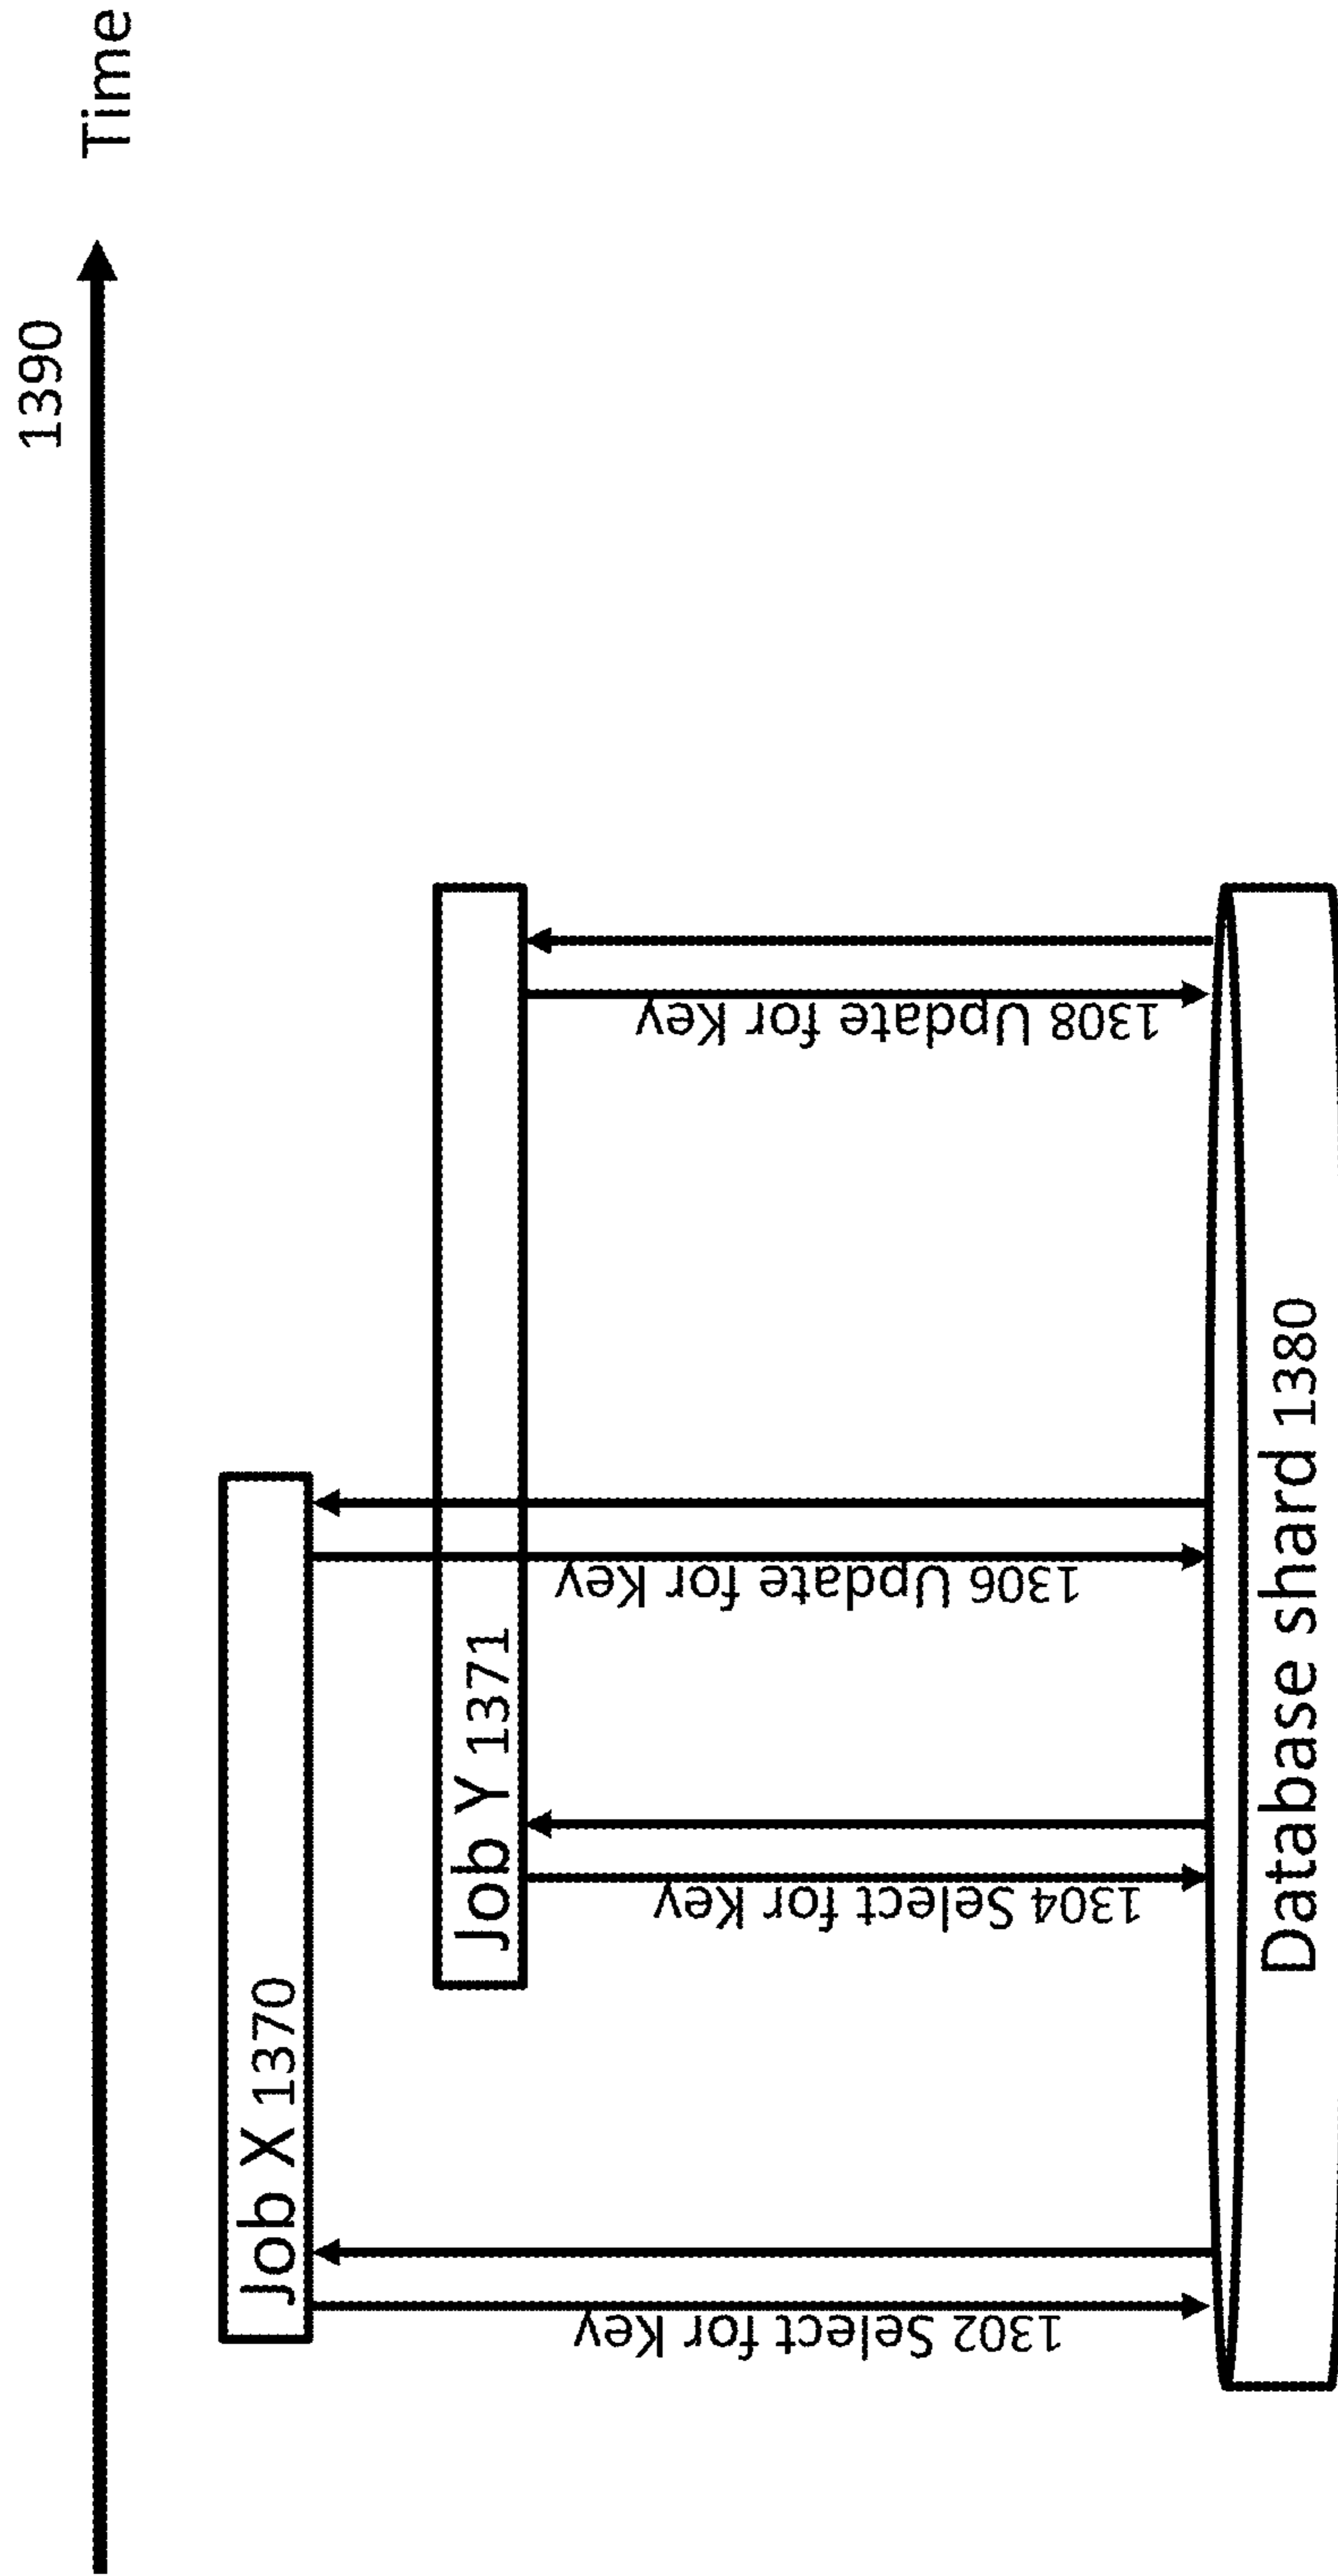 1390
Time
Job X 1370
Job Y 1371
1302 Select for Key
1304 Select for Key
1306 Update for Key
1308 Update for Key
Database shard 1380